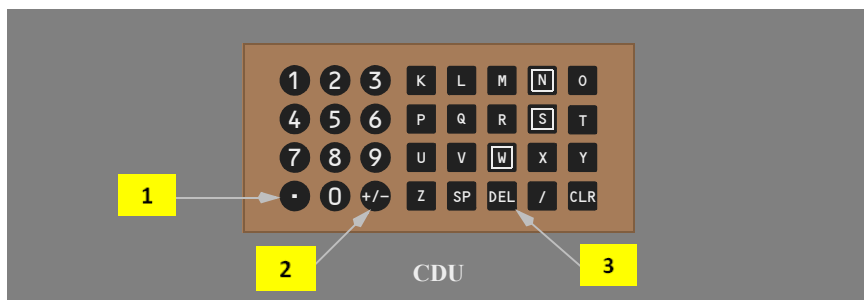 1 2 3 K L M N O
4 5 6 P Q R S T
7 8 9 U V W X Y
. 0 +/- Z SP DEL / CLR
1
2
3
CDU